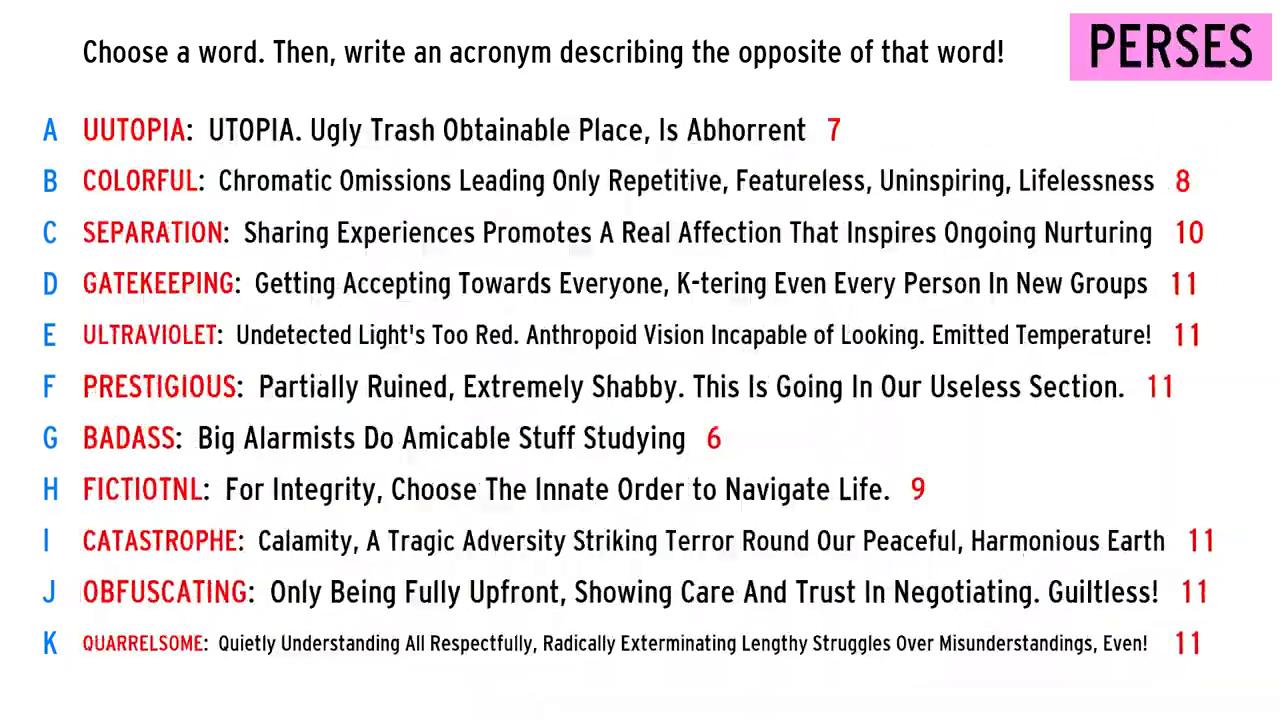 Choose a word. Then, write an acronym describing the opposite of that word!
PERSES
A UUTOPIA: UTOPIA. Ugly Trash Obtainable Place, Is Abhorrent 7
B COLORFUL: Chromatic Omissions Leading Only Repetitive, Featureless, Uninspiring, Lifelessness 8
C SEPARATION: Sharing Experiences Promotes A Real Affection That Inspires Ongoing Nurturing 10
D GATEKEEPING: Getting Accepting Towards Everyone, K-tering Even Every Person In New Groups 11
E ULTRAVIOLET: Undetected Light's Too Red. Anthropoid Vision Incapable of Looking. Emitted Temperature! 11
F PRESTIGIOUS: Partially Ruined, Extremely Shabby. This Is Going In Our Useless Section. 11
G BADASS: Big Alarmists Do Amicable Stuff Studying 6
H FICTIOTNL: For Integrity, Choose The Innate Order to Navigate Life. 9
I CATASTROPHE: Calamity, A Tragic Adversity Striking Terror Round Our Peaceful, Harmonious Earth 11
J OBFUSCATING: Only Being Fully Upfront, Showing Care And Trust In Negotiating. Guiltless! 11
K QUARRELSOME: Quietly Understanding All Respectfully, Radically Exterminating Lengthy Struggles Over Misunderstandings, Even! 11